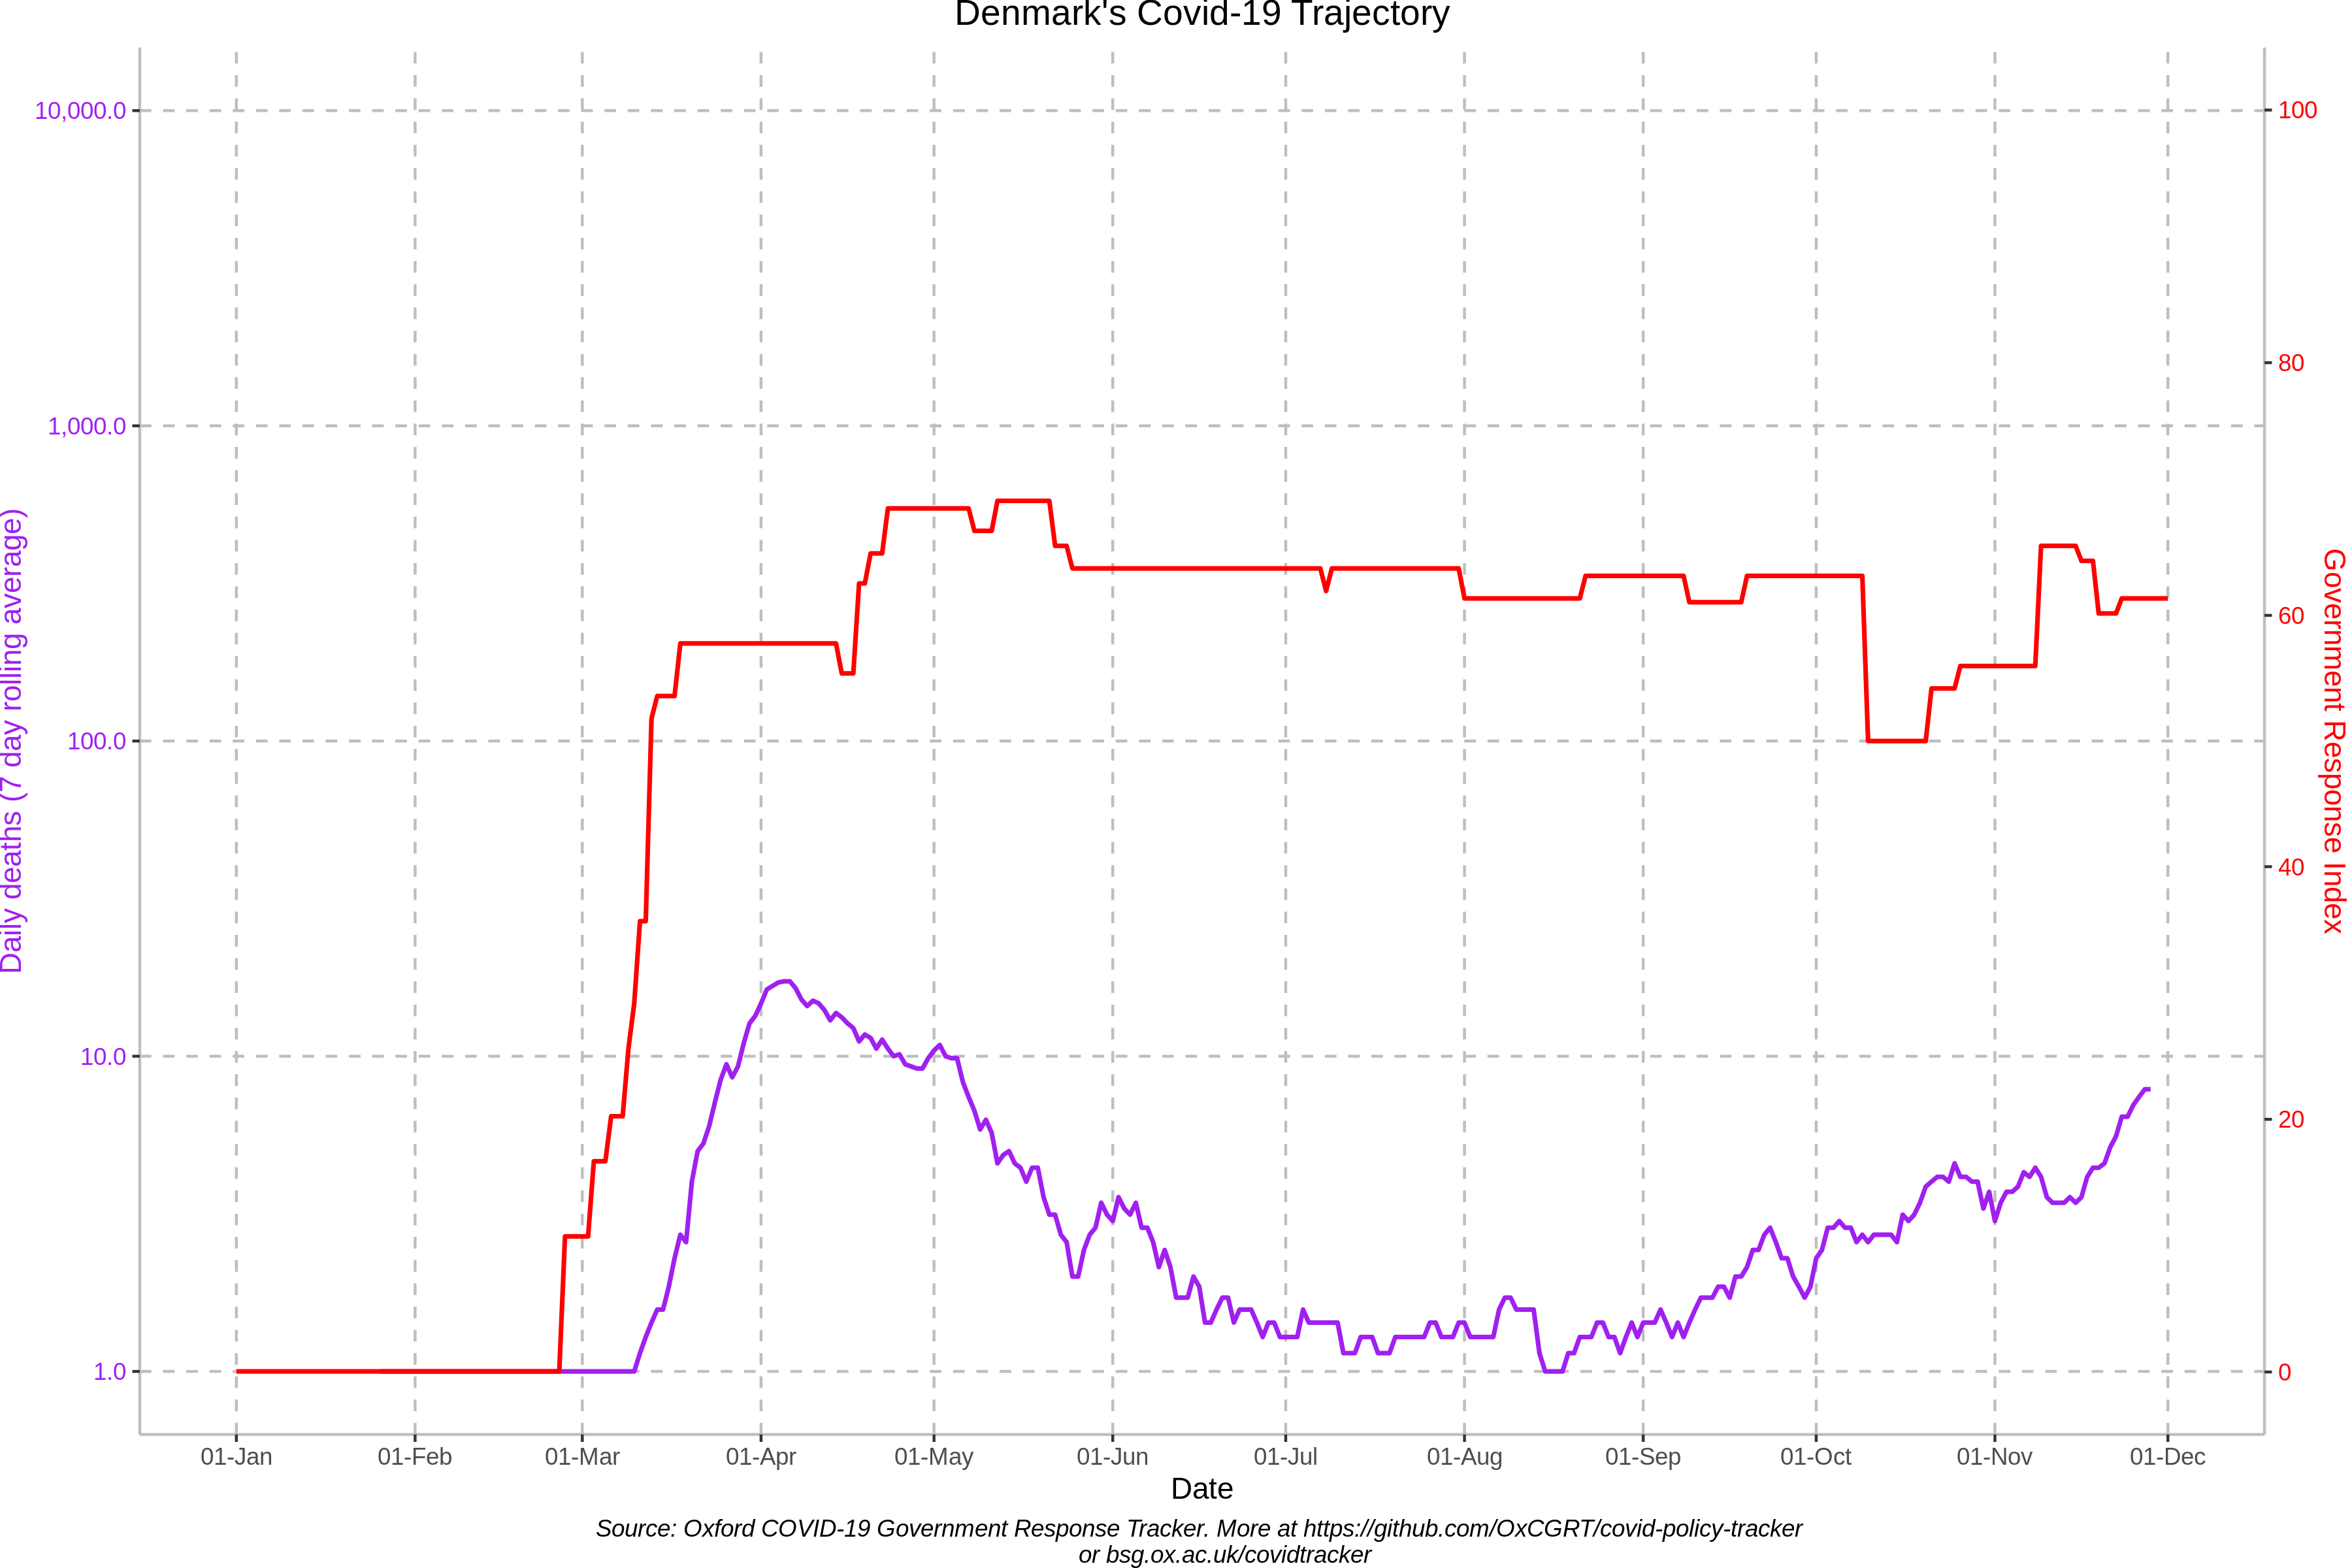 Denmark's Covid-19 Trajectory
Daily deaths (7 day rolling average)
10,000.0
1,000.0
100.0
10.0
1.0
100
80
60
40
20
0
Government Response Index
01-Jan 01-Feb 01-Mar 01-Apr 01-May 01-Jun 01-Jul 01-Aug 01-Sep 01-Oct 01-Nov 01-Dec
Date
Source: Oxford COVID-19 Government Response Tracker. More at https://github.com/OxCGRT/covid-policy-tracker
or bsg.ox.ac.uk/covidtracker